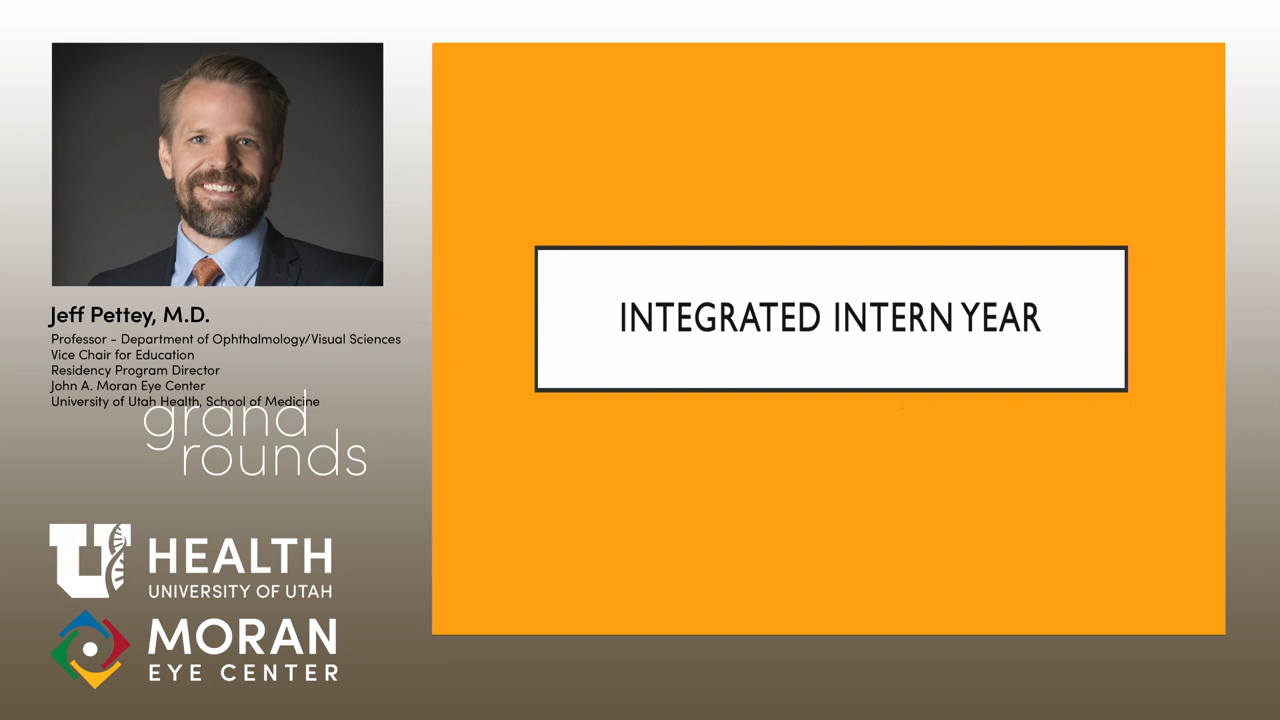 Jeff Pettey, M.D.
Professor - Department of Ophthalmology/Visual Sciences
Vice Chair for Education
Residency Program Director
John A. Moran Eye Center
University of Utah Health, School of Medicine
grand
rounds
U HEALTH
UNIVERSITY OF UTAH
MORAN
EYE CENTER
INTEGRATED INTERN YEAR